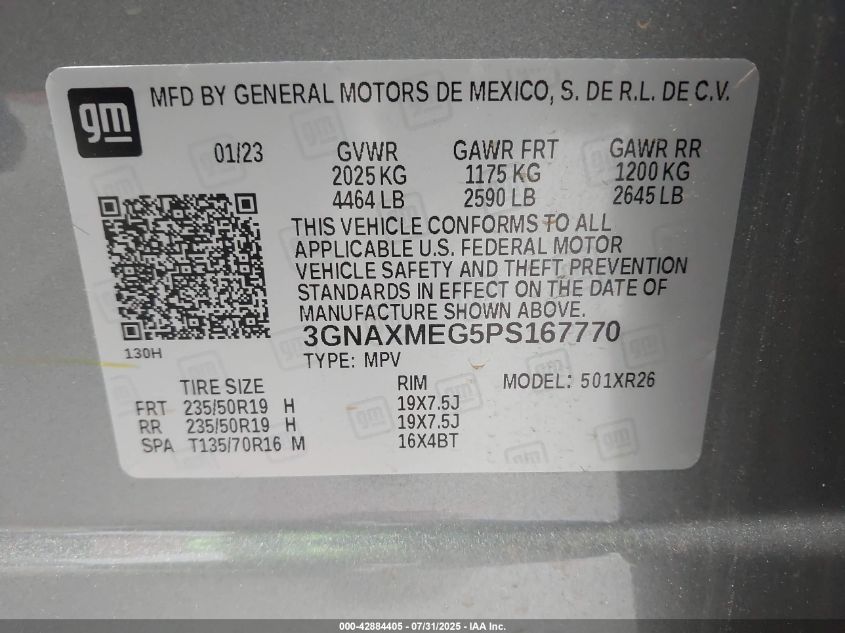 gm
MFD BY GENERAL MOTORS DE MEXICO, S. DE R.L. DE C.V.
01/23 GVWR GAWR FRT GAWR RR
2025 KG 1175 KG 1200 KG
4464 LB 2590 LB 2645 LB
THIS VEHICLE CONFORMS TO ALL
APPLICABLE U.S. FEDERAL MOTOR
VEHICLE SAFETY AND THEFT PREVENTION
STANDARDS IN EFFECT ON THE DATE OF
MANUFACTURE SHOWN ABOVE.
3GNAXMEG5PS167770
130H
TYPE: MPV
TIRE SIZE RIM MODEL: 501XR26
FRT 235/50R19 H 19X7.5J
RR 235/50R19 H 19X7.5J
SPA T135/70R16 M 16X4BT
000-42884405 - 07/31/2025 - IAA Inc.